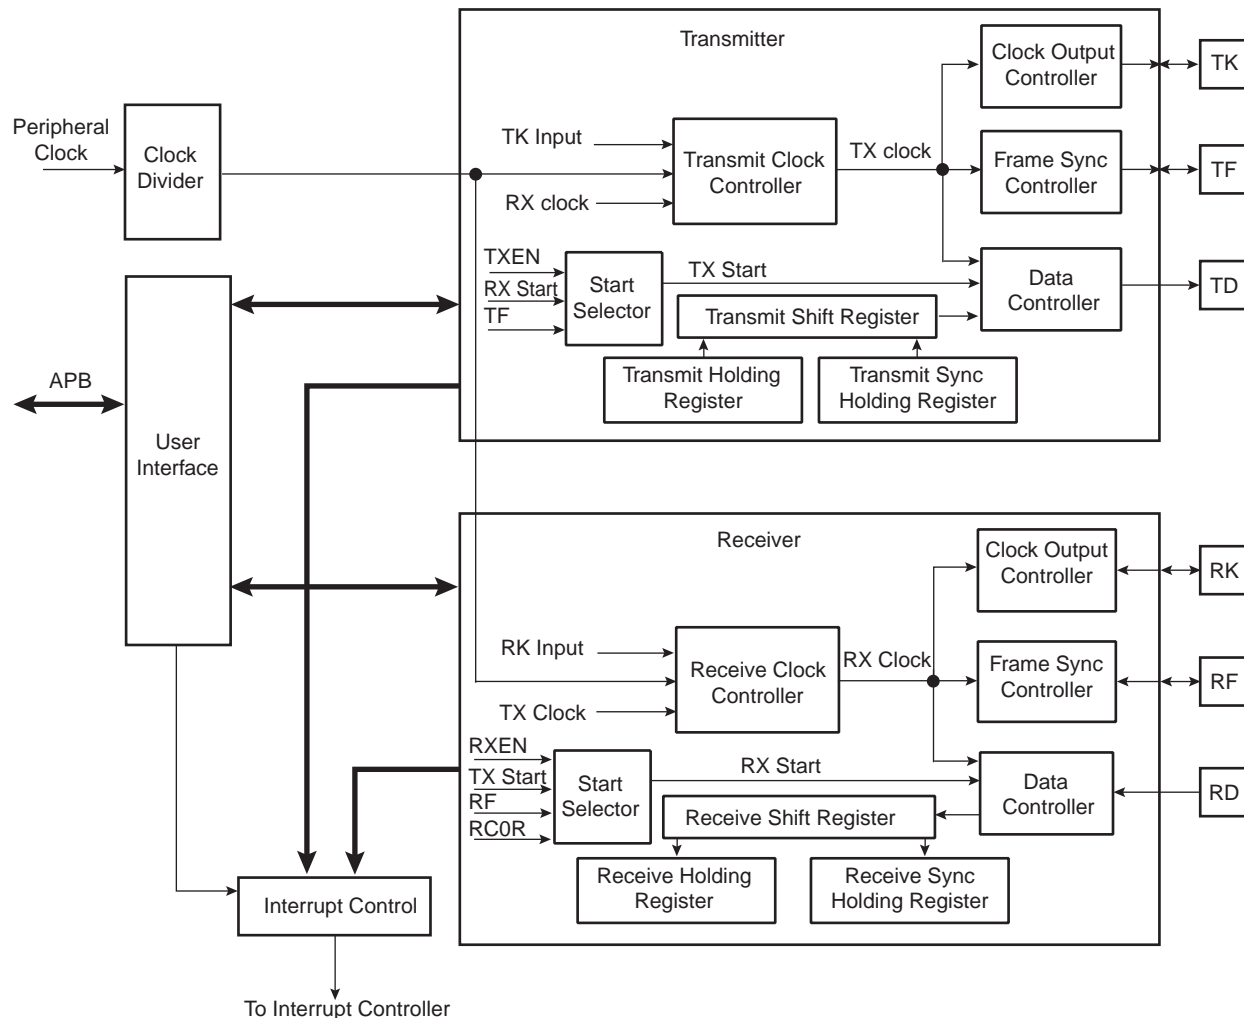 Transmitter
Clock Output
Controller
TK
Peripheral
Clock
Clock
Divider
TK Input
Transmit Clock
Controller
TX clock
Frame Sync
Controller
TF
RX clock
TXEN
RX Start
TF
Start
Selector
TX Start
Data
Controller
TD
Transmit Shift Register
Transmit Holding
Register
Transmit Sync
Holding Register
APB
User
Interface
Receiver
Clock Output
Controller
RK
RK Input
Receive Clock
Controller
RX Clock
Frame Sync
Controller
RF
TX Clock
RXEN
TX Start
RF
RC0R
Start
Selector
RX Start
Data
Controller
RD
Receive Shift Register
Receive Holding
Register
Receive Sync
Holding Register
Interrupt Control
To Interrupt Controller